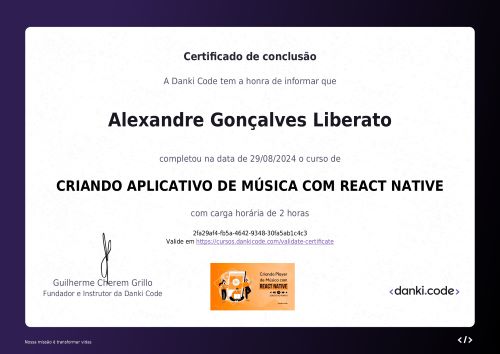 Certificado de conclusão
A Danki Code tem a honra de informar que
Alexandre Gonçalves Liberato
completou na data de 29/08/2024 o curso de
CRIANDO APLICATIVO DE MÚSICA COM REACT NATIVE
com carga horária de 2 horas
2fa29af4-fb5a-4642-9348-30fa5ab1c4c3
Valide em https://cursos.dankicode.com/validate-certificate
Guilherme Cherem Grillo
Fundador e Instrutor da Danki Code
Criando Player
de Música com
REACT NATIVE
<danki.code>
Nossa missão é transformar vidas
</>